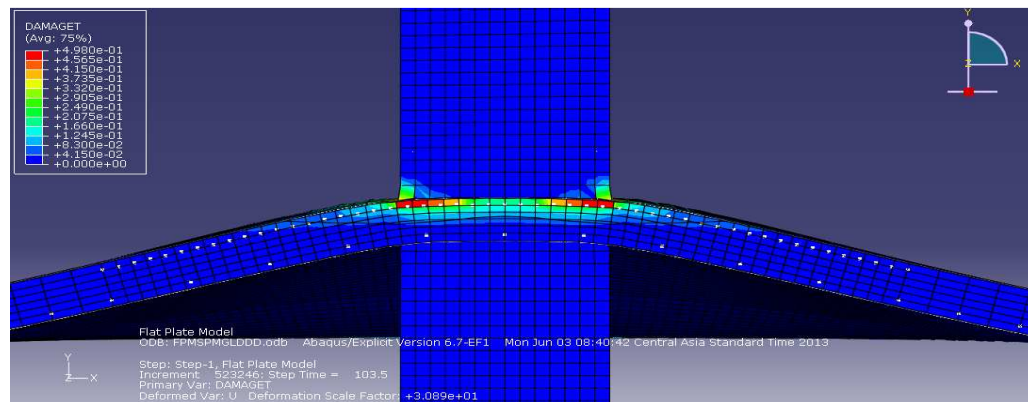 DAMAGET
(Avg: 75%)
+4.980e-01
+4.565e-01
+4.150e-01
+3.735e-01
+3.320e-01
+2.905e-01
+2.490e-01
+2.075e-01
+1.660e-01
+1.245e-01
+8.300e-02
+4.150e-02
+0.000e+00
Y
Z X
Flat Plate Model
ODB: FPMSPMGLDDD.odb Abaqus/Explicit Version 6.7-EF1 Mon Jun 03 08:40:42 Central Asia Standard Time 2013
Y
Z X
Step: Step-1, Flat Plate Model
Increment 523246: Step Time = 103.5
Primary Var: DAMAGET
Deformed Var: U Deformation Scale Factor: +3.089e+01